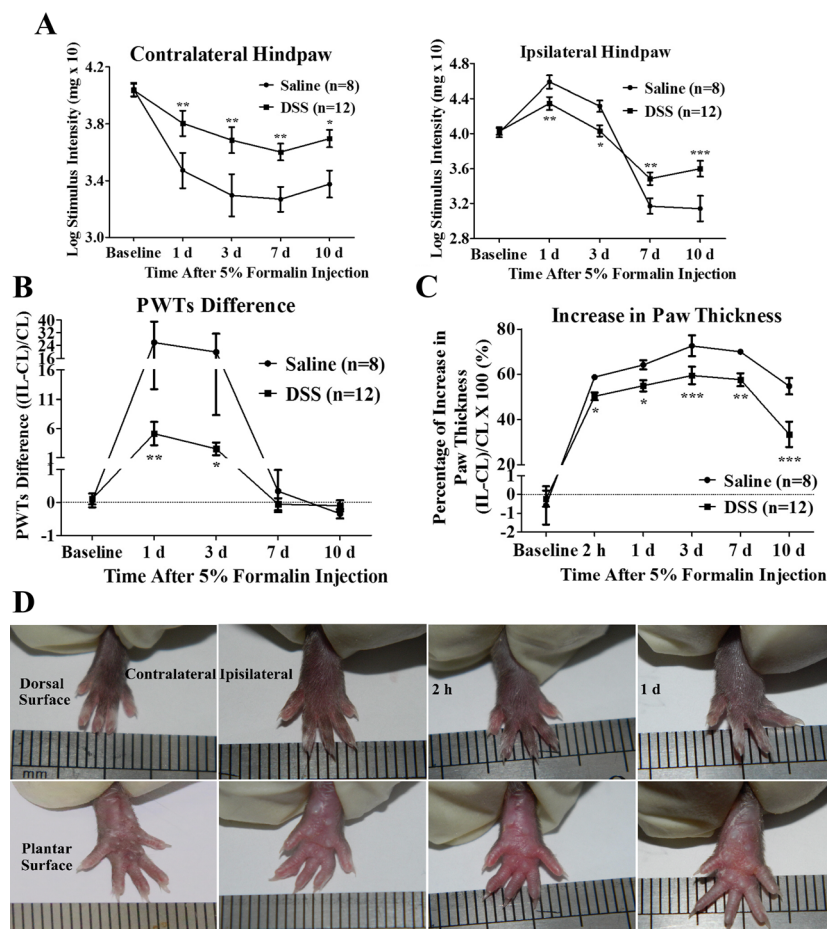 A
Contralateral Hindpaw
Log Stimulus Intensity (mg x 10)
4.2
3.8
3.4
3.0
Saline (n=8)
DSS (n=12)
** ** ** *
Baseline 1 d 3 d 7 d 10 d
Time After 5% Formalin Injection
Ipsilateral Hindpaw
Log Stimulus Intensity (mg x 10)
4.8
4.4
4.0
3.6
3.2
2.8
Saline (n=8)
DSS (n=12)
** * ** ***
Baseline 1 d 3 d 7 d 10 d
Time After 5% Formalin Injection
B
PWTs Difference
PWTs Difference ((IL-CL)/CL)
40
32
24
16
16
11
6
1
1
0
-1
Saline (n=8)
DSS (n=12)
** *
Baseline 1 d 3 d 7 d 10 d
Time After 5% Formalin Injection
C
Increase in Paw Thickness
Percentage of Increase in
Paw Thickness
(IL-CL)/CL X 100 (%)
80
60
40
20
2
1
0
-1
-2
* * *** ** ***
Saline (n=8)
DSS (n=12)
Baseline 2 h 1 d 3 d 7 d 10 d
Time After 5% Formalin Injection
D
Dorsal
Surface
Contralateral
Ipisilateral
2 h
1 d
mm
Plantar
Surface